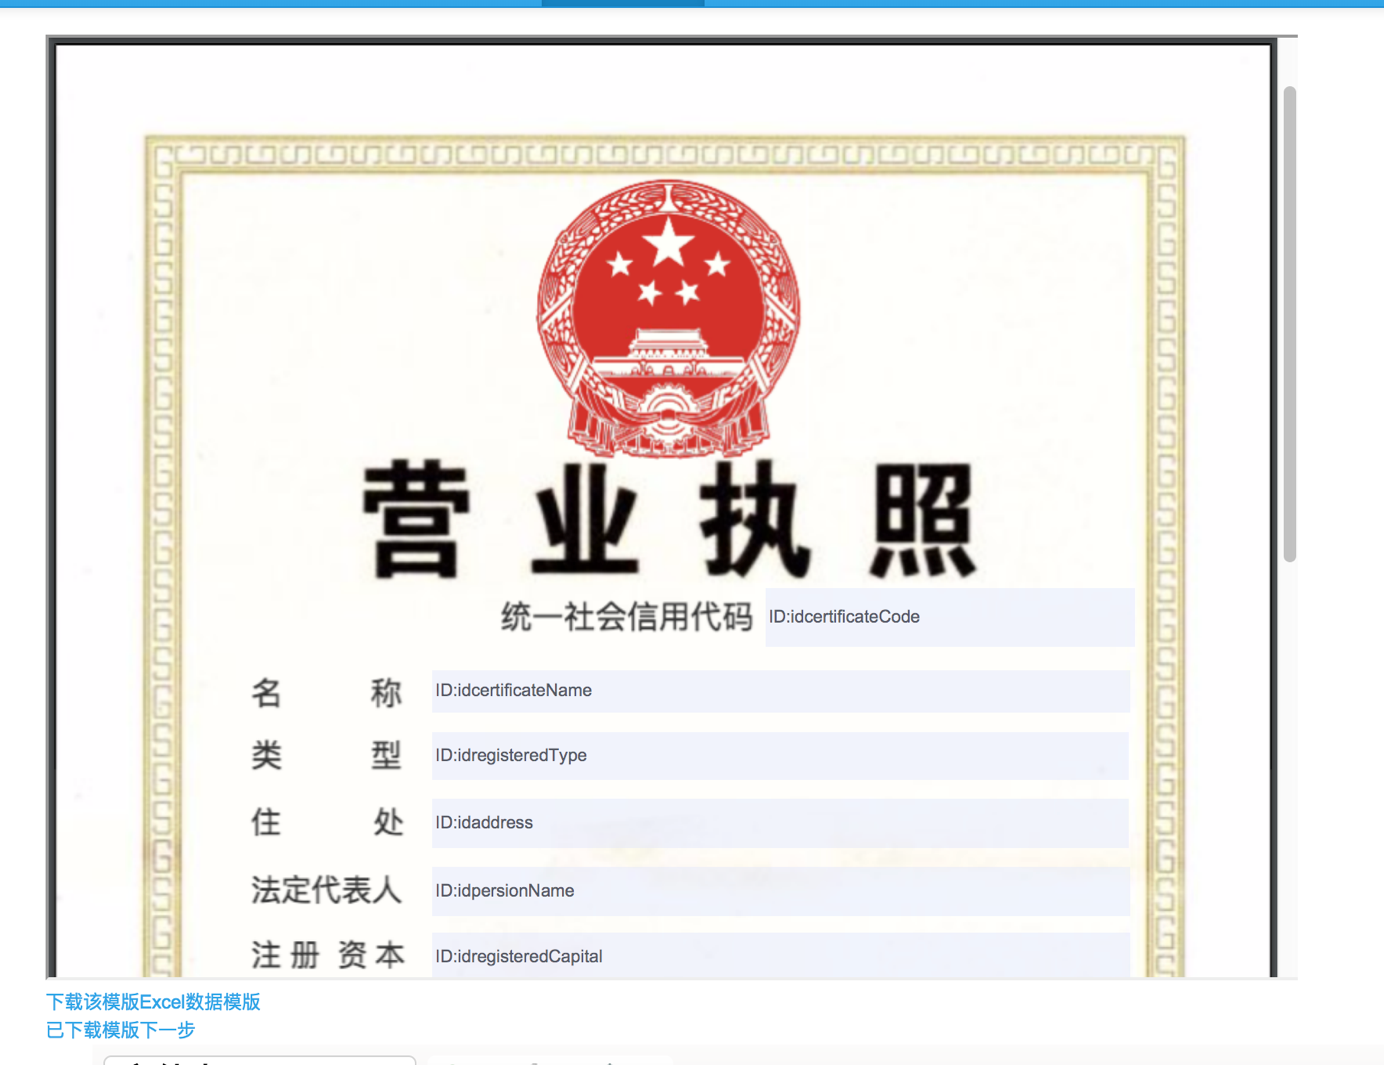 营业执照
统一社会信用代码 ID:idcertificateCode
名 称 ID:idcertificateName
类 型 ID:idregisteredType
住 处 ID:idaddress
法定代表人 ID:idpersionName
注 册 资 本 ID:idregisteredCapital
下载该模版Excel数据模版
已下载模版下一步